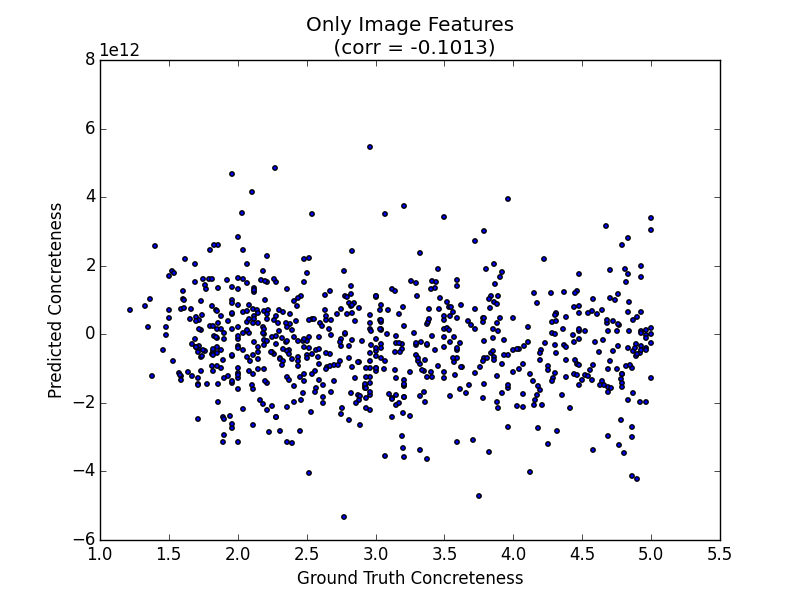 Only Image Features
(corr = -0.1013)
1e12
8
6
4
2
0
−2
−4
−6
Predicted Concreteness
1.0 1.5 2.0 2.5 3.0 3.5 4.0 4.5 5.0 5.5
Ground Truth Concreteness